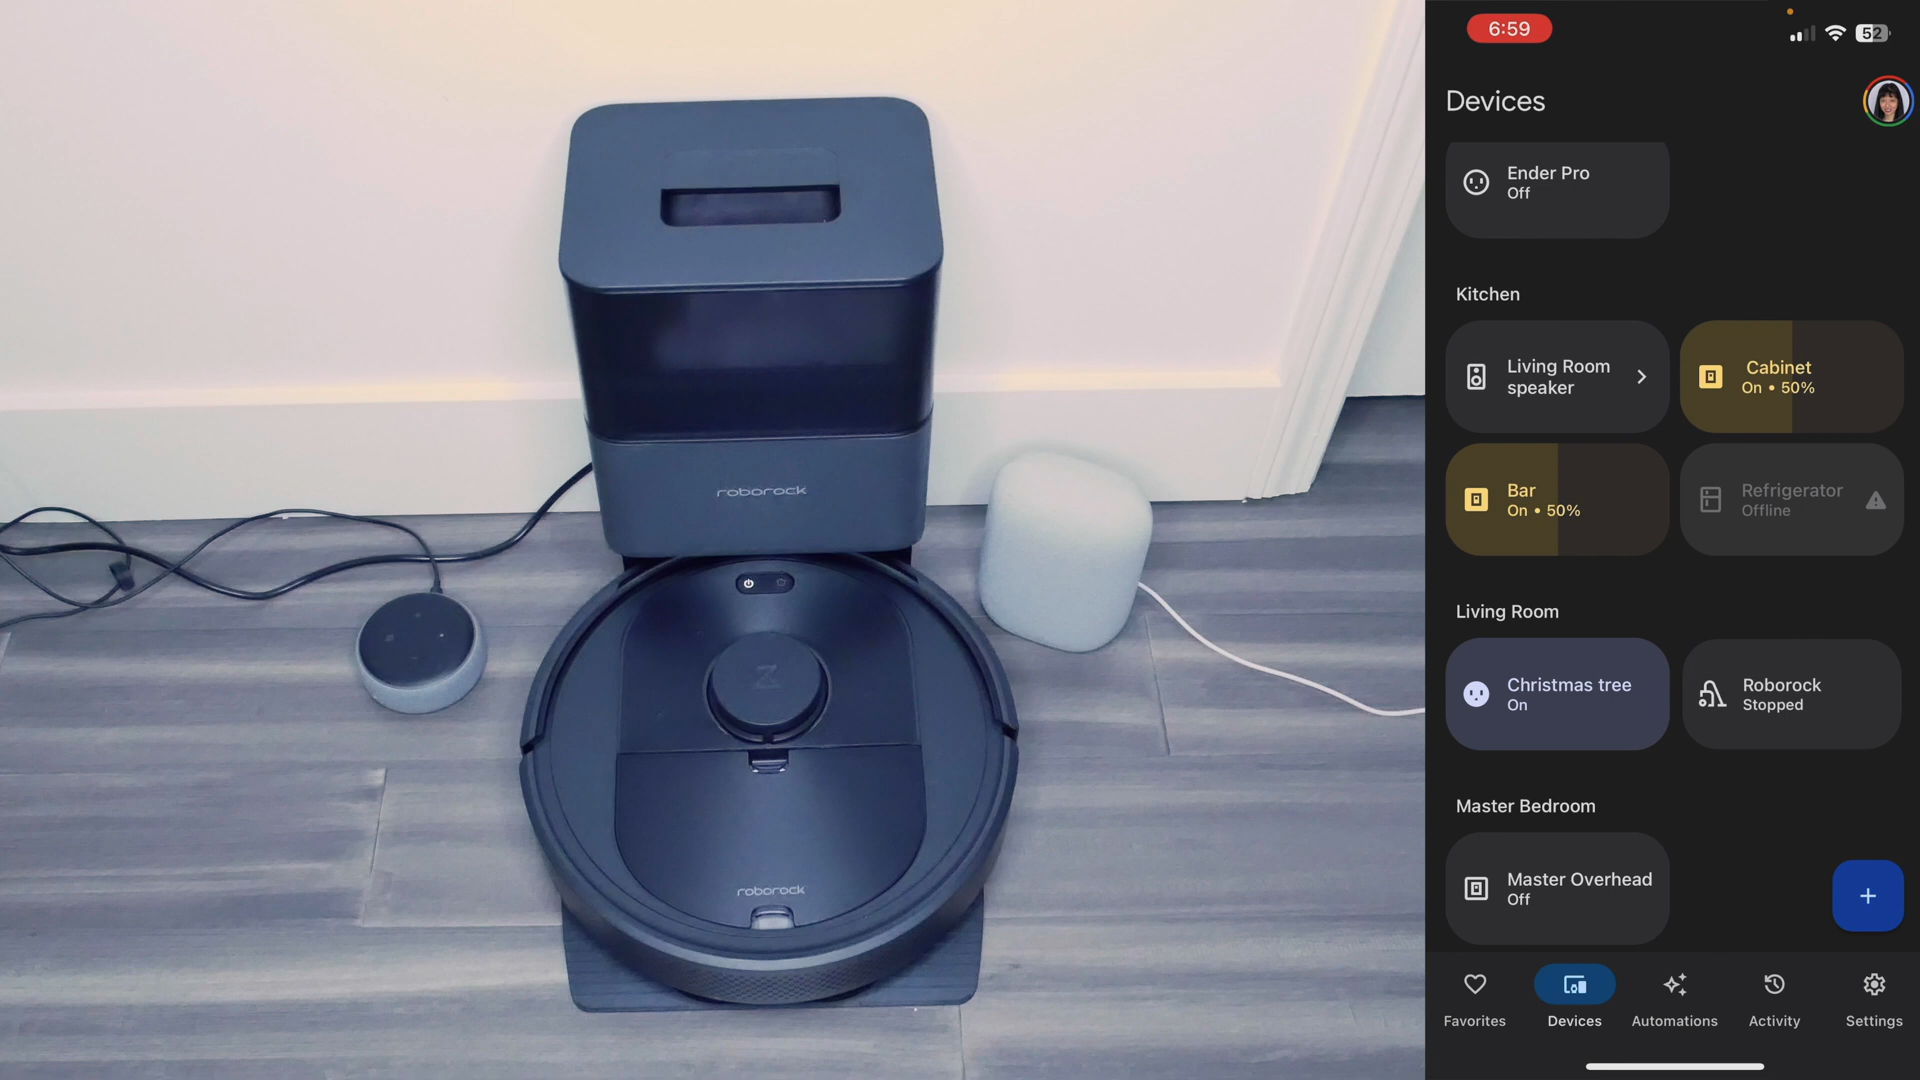 roborock
roborock
6:59
52
Devices
Ender Pro
Off
Kitchen
Living Room
speaker
Cabinet
On • 50%
Bar
On • 50%
Refrigerator
Offline
Living Room
Christmas tree
On
Roborock
Stopped
Master Bedroom
Master Overhead
Off
Favorites
Devices
Automations
Activity
Settings